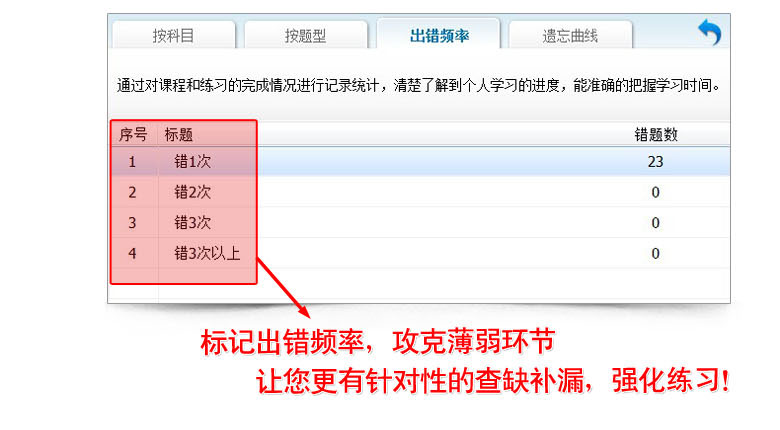 按科目 按题型 出错频率 遗忘曲线
通过对课程和练习的完成情况进行记录统计，清楚了解到个人学习的进度，能准确的把握学习时间。
序号 标题 错题数
1 错1次 23
2 错2次 0
3 错3次 0
4 错3次以上 0
标记出错频率，攻克薄弱环节
让您更有针对性的查缺补漏，强化练习!